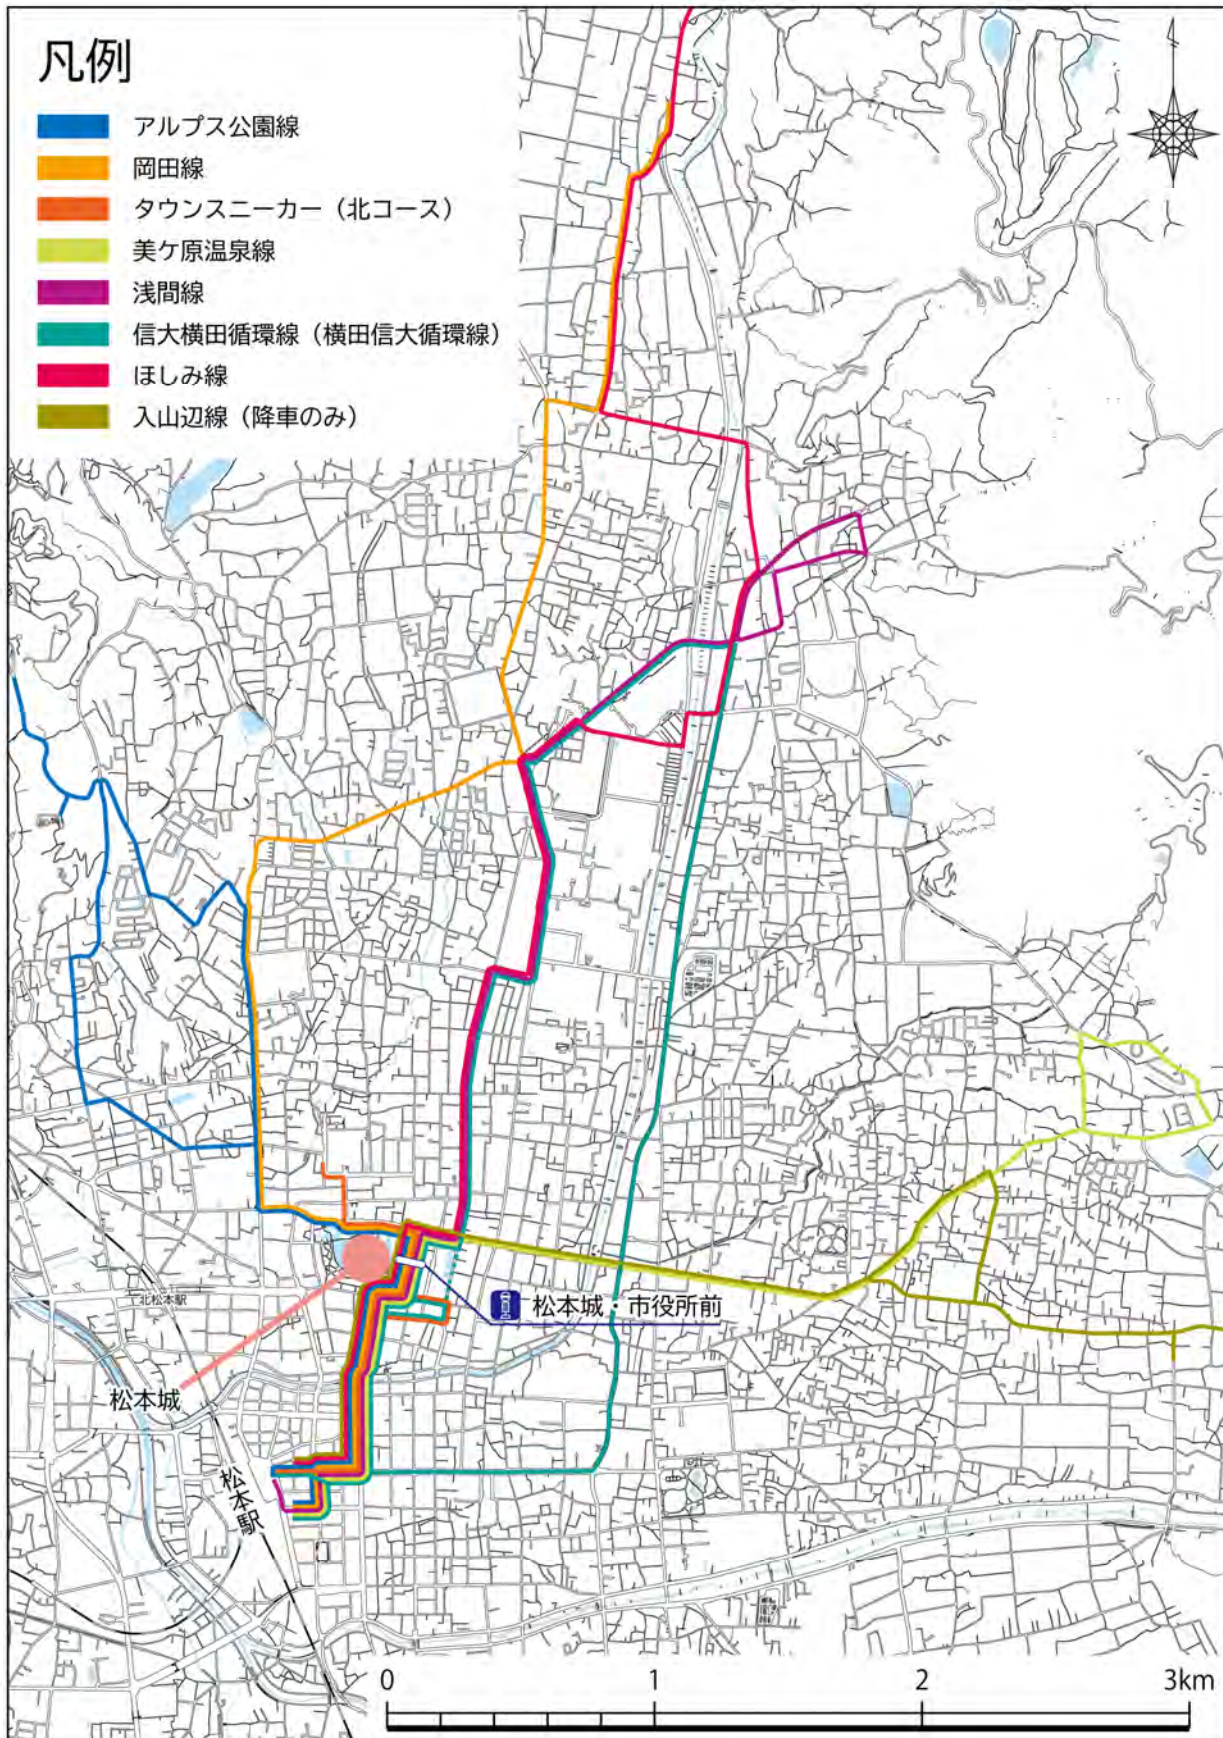 凡例
アルプス公園線
岡田線
タウンスニーカー（北コース）
美ケ原温泉線
浅間線
信大横田循環線（横田信大循環線）
ほしみ線
入山辺線（降車のみ）
北松本駅
松本城・市役所前
松本城
松本駅
0 1 2 3km